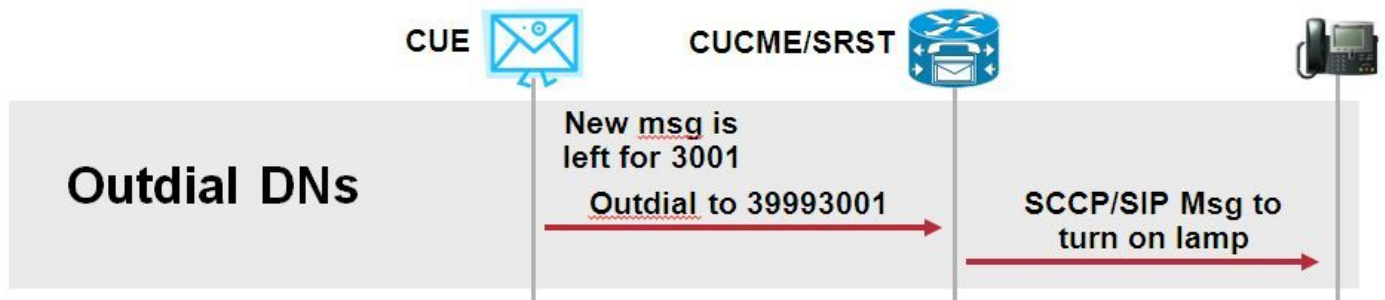 CUE
CUCME/SRST
Outdial DNs
New msg is
left for 3001
Outdial to 39993001
SCCP/SIP Msg to
turn on lamp